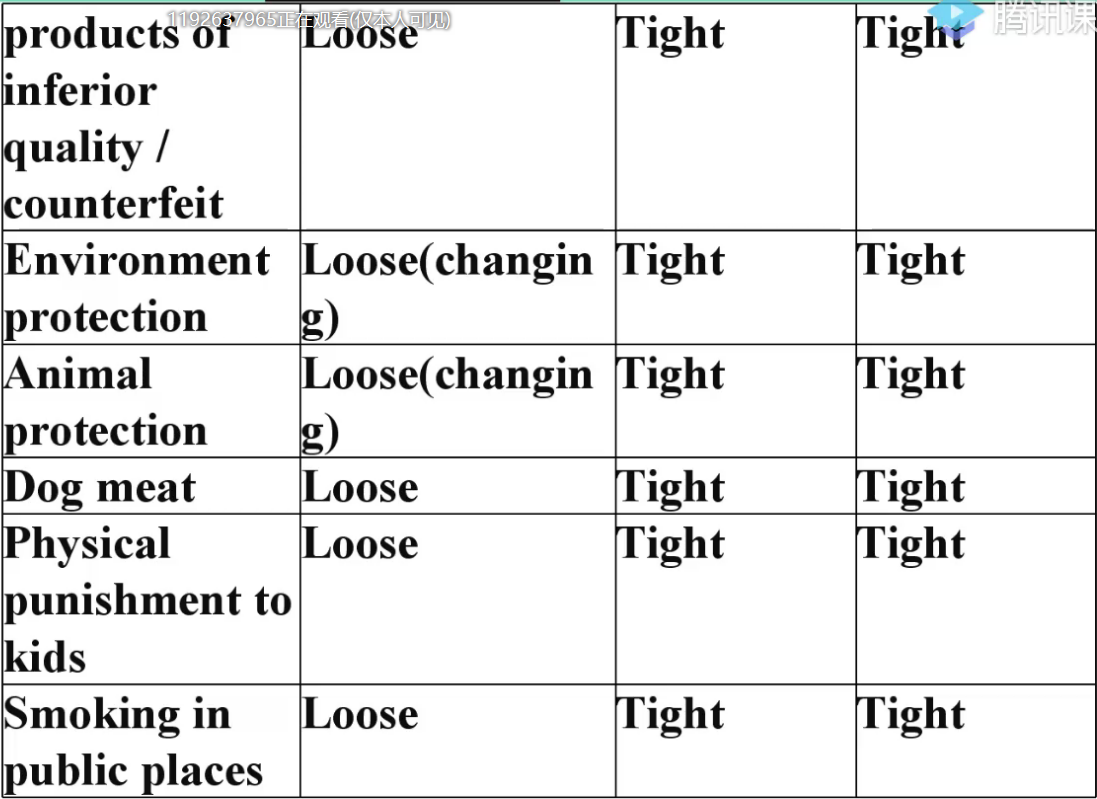 1192637965正在观看(仅本人可见)
腾讯课
products of Loose Tight Tight
inferior
quality /
counterfeit
Environment Loose(changin Tight Tight
protection g)
Animal Loose(changin Tight Tight
protection g)
Dog meat Loose Tight Tight
Physical Loose Tight Tight
punishment to
kids
Smoking in Loose Tight Tight
public places